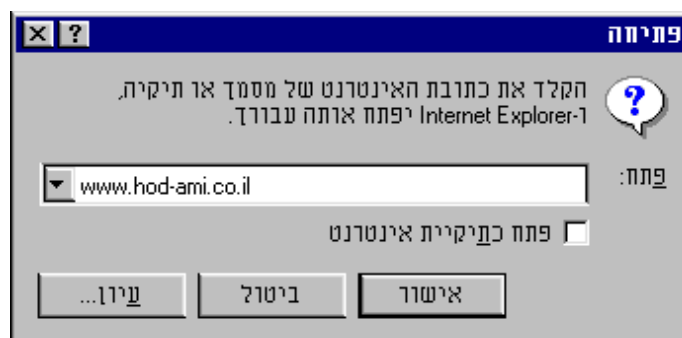 פתיחה
הקלד את כתובת האינטרנט של מסמך או תיקיה,
ו-Internet Explorer יפתח אותה עבורך.
פתח:
www.hod-ami.co.il
פתח כתיקיית אינטרנט
אישור
ביטול
עיון...